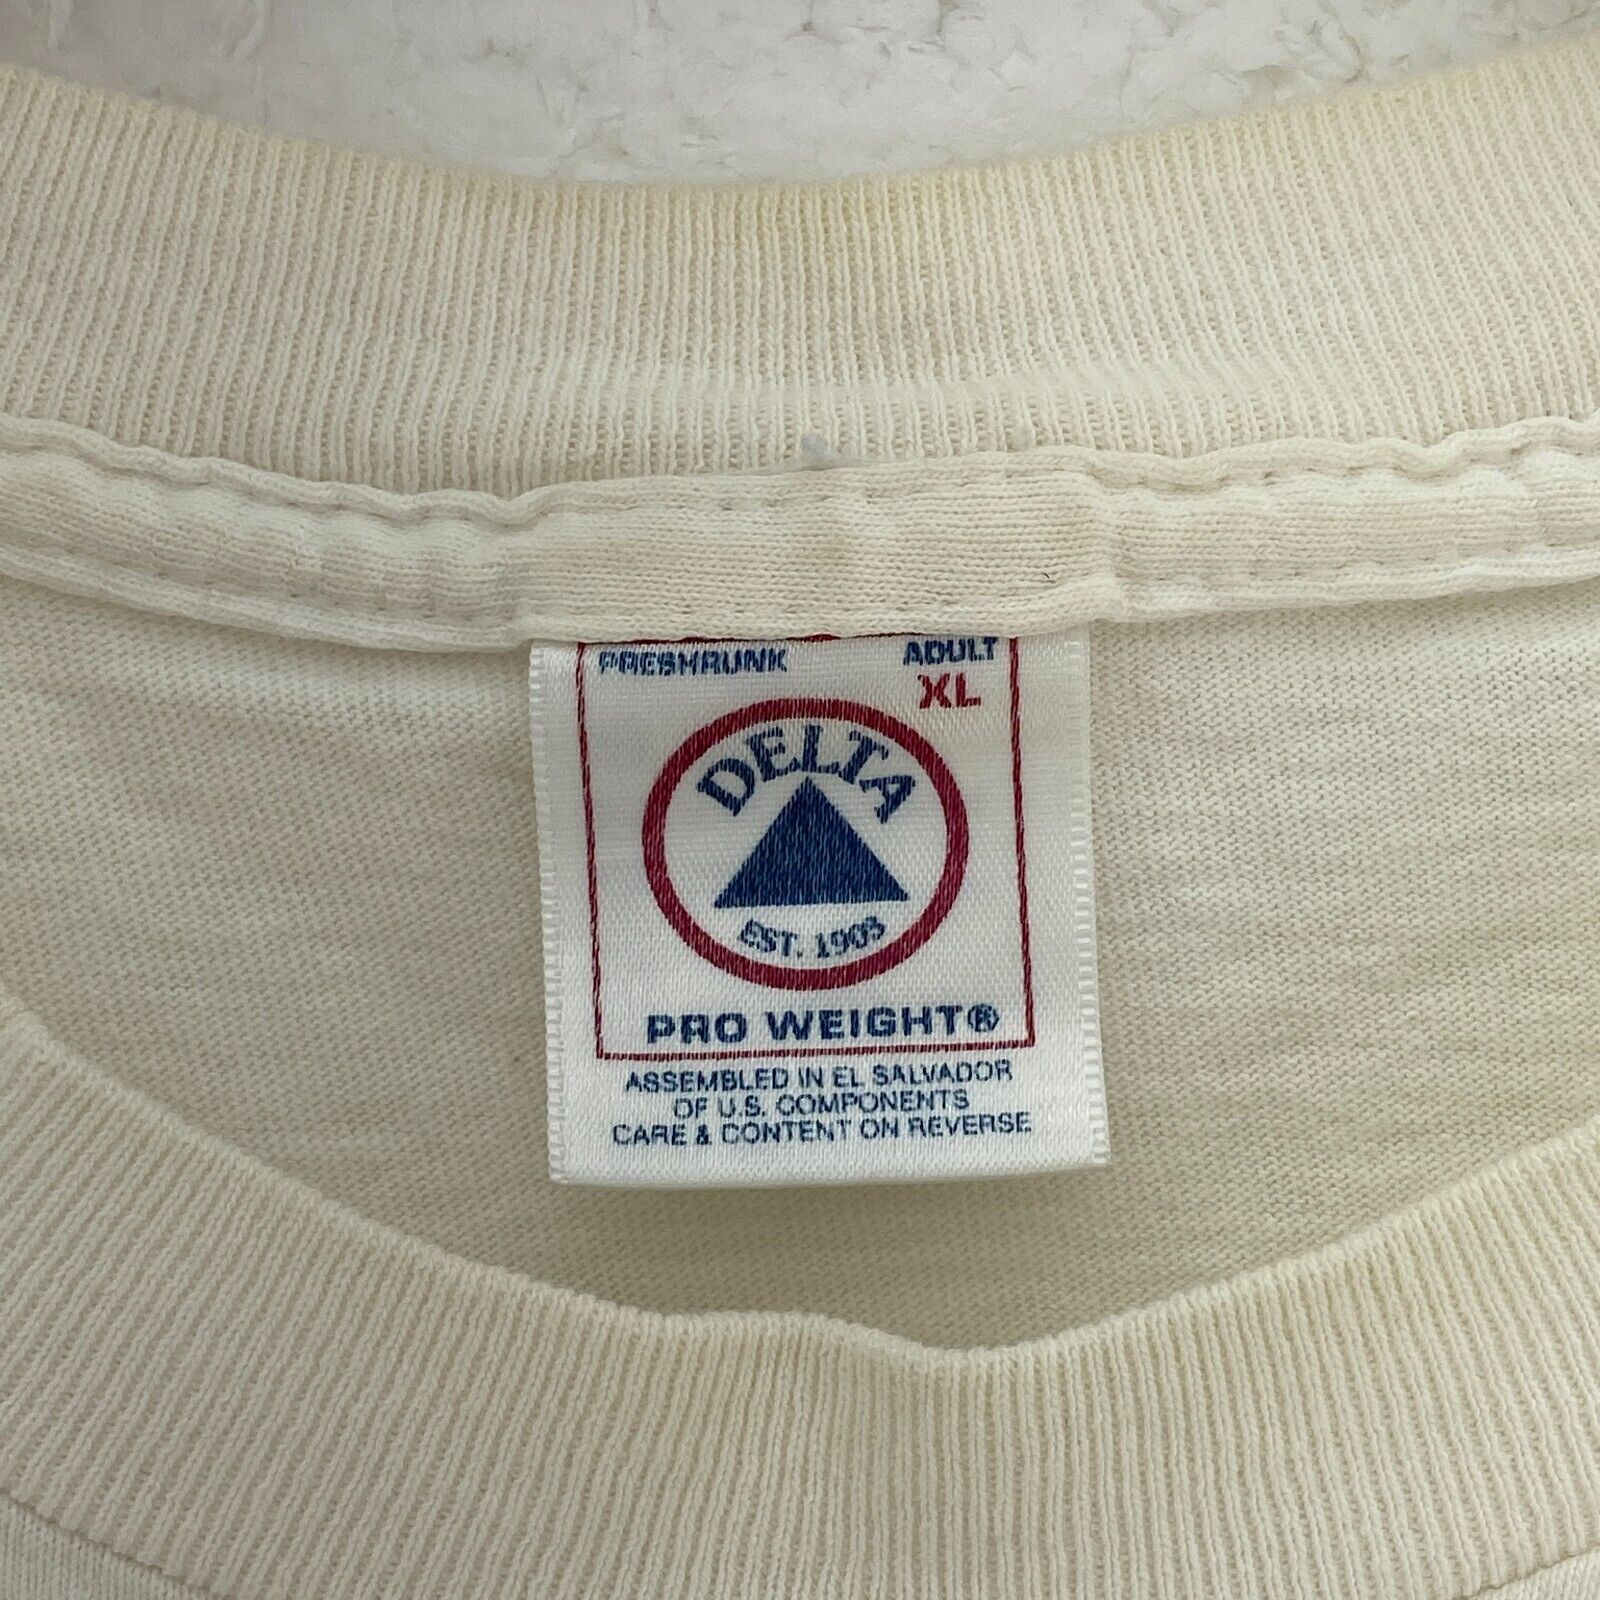 PRESHRUNK ADULT
XL
DELTA
EST. 1903
PRO WEIGHT®
ASSEMBLED IN EL SALVADOR
OF U.S. COMPONENTS
CARE & CONTENT ON REVERSE